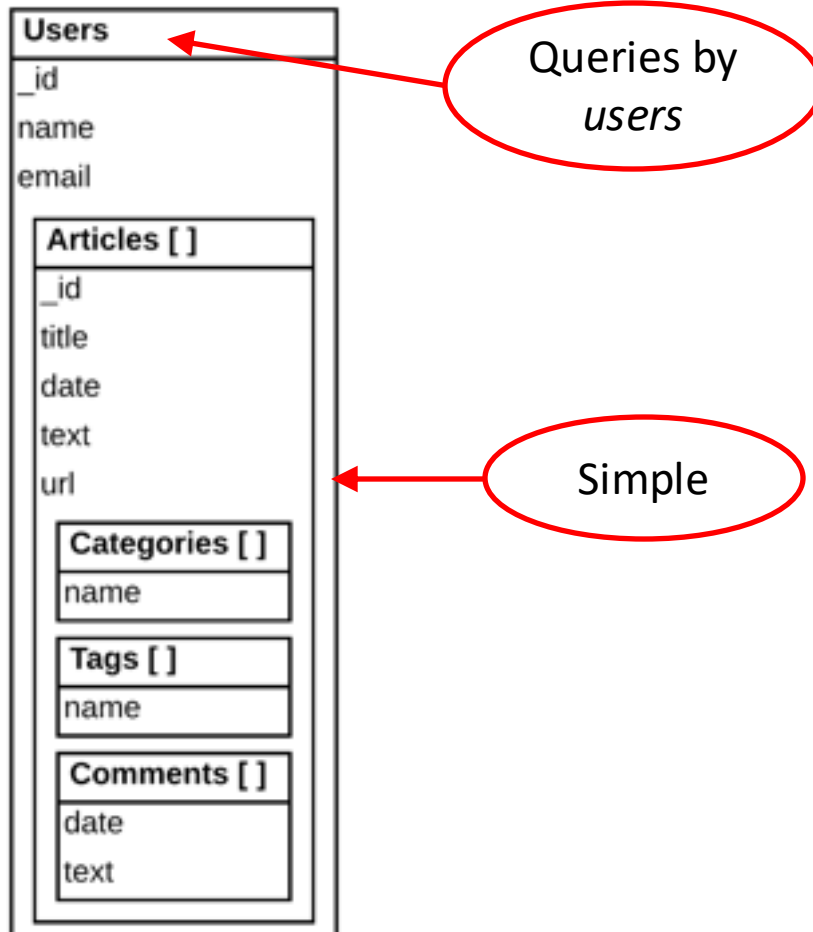 Users
_id
name
email
Articles [ ]
_id
title
date
text
url
Categories [ ]
name
Tags [ ]
name
Comments [ ]
date
text
Queries by
users
Simple